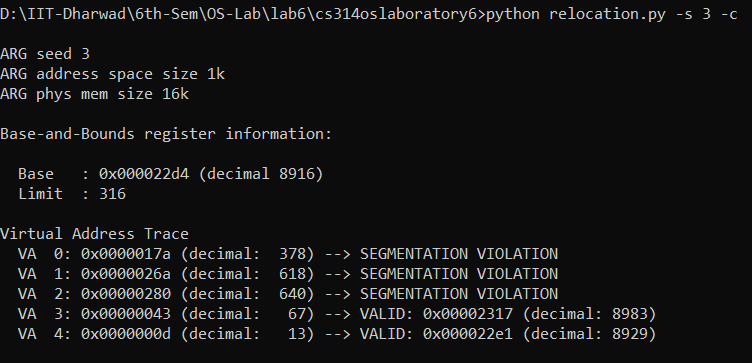 D:\IIT-Dharwad\6th-Sem\OS-Lab\lab6\cs314oslaboratory6>python relocation.py -s 3 -c
ARG seed 3
ARG address space size 1k
ARG phys mem size 16k
Base-and-Bounds register information:
  Base   : 0x000022d4 (decimal 8916)
  Limit  : 316
Virtual Address Trace
  VA  0: 0x0000017a (decimal:  378) --> SEGMENTATION VIOLATION
  VA  1: 0x0000026a (decimal:  618) --> SEGMENTATION VIOLATION
  VA  2: 0x00000280 (decimal:  640) --> SEGMENTATION VIOLATION
  VA  3: 0x00000043 (decimal:   67) --> VALID: 0x00002317 (decimal: 8983)
  VA  4: 0x0000000d (decimal:   13) --> VALID: 0x000022e1 (decimal: 8929)